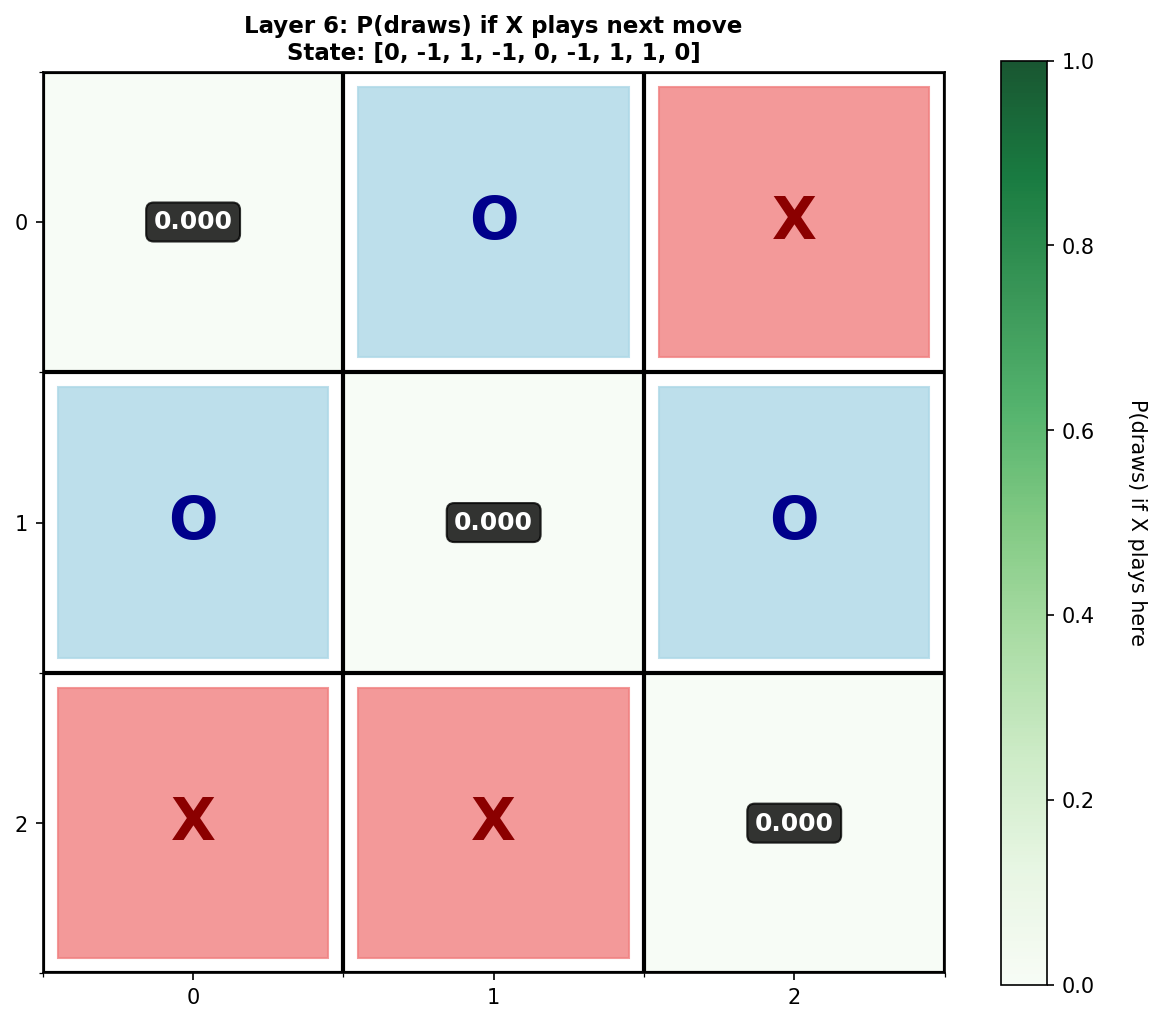 Layer 6: P(draws) if X plays next move
State: [0, -1, 1, -1, 0, -1, 1, 1, 0]
0
0.000
O
X
1
O
0.000
O
2
X
X
0.000
0
1
2
1.0
0.8
0.6
0.4
0.2
0.0
P(draws) if X plays here